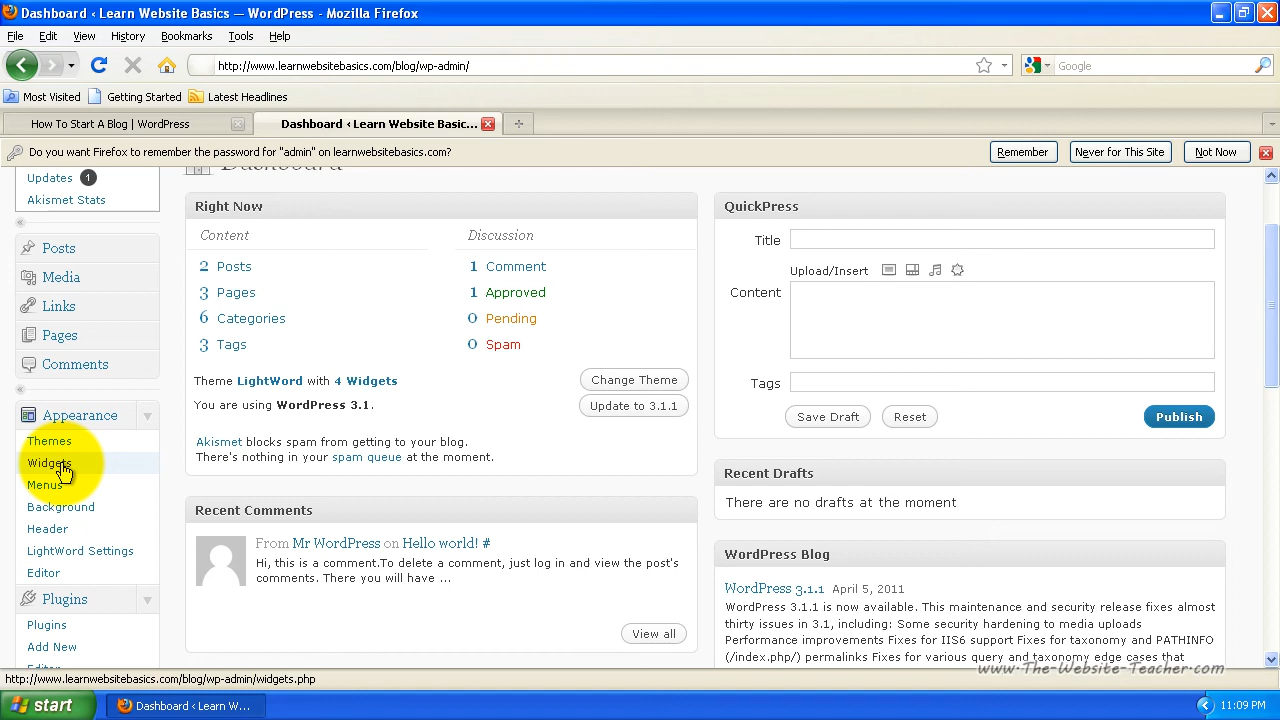 Dashboard ‹ Learn Website Basics — WordPress - Mozilla Firefox
File Edit View History Bookmarks Tools Help
http://www.learnwebsitebasics.com/blog/wp-admin/
Google
Most Visited Getting Started Latest Headlines
How To Start A Blog | WordPress
Dashboard ‹ Learn Website Basic...
Do you want Firefox to remember the password for "admin" on learnwebsitebasics.com?
Remember Never for This Site Not Now
Dashboard
Updates 1
Akismet Stats
Posts
Media
Links
Pages
Comments
Appearance
Themes
Widgets
Menus
Background
Header
LightWord Settings
Editor
Plugins
Plugins
Add New
Editor
Right Now
Content
2 Posts
3 Pages
6 Categories
3 Tags
Discussion
1 Comment
1 Approved
0 Pending
0 Spam
Theme LightWord with 4 Widgets
Change Theme
You are using WordPress 3.1.
Update to 3.1.1
Akismet blocks spam from getting to your blog.
There's nothing in your spam queue at the moment.
Recent Comments
From Mr WordPress on Hello world! #
Hi, this is a comment.To delete a comment, just log in and view the post's
comments. There you will have ...
View all
QuickPress
Title
Upload/Insert
Content
Tags
Save Draft Reset Publish
Recent Drafts
There are no drafts at the moment
WordPress Blog
WordPress 3.1.1 April 5, 2011
WordPress 3.1.1 is now available. This maintenance and security release fixes almost
thirty issues in 3.1, including: Some security hardening to media uploads
Performance improvements Fixes for IIS6 support Fixes for taxonomy and PATHINFO
(/index.php/) permalinks Fixes for various query and taxonomy edge cases that
www.The-Website-Teacher.com
http://www.learnwebsitebasics.com/blog/wp-admin/widgets.php
start
Dashboard ‹ Learn W...
11:09 PM